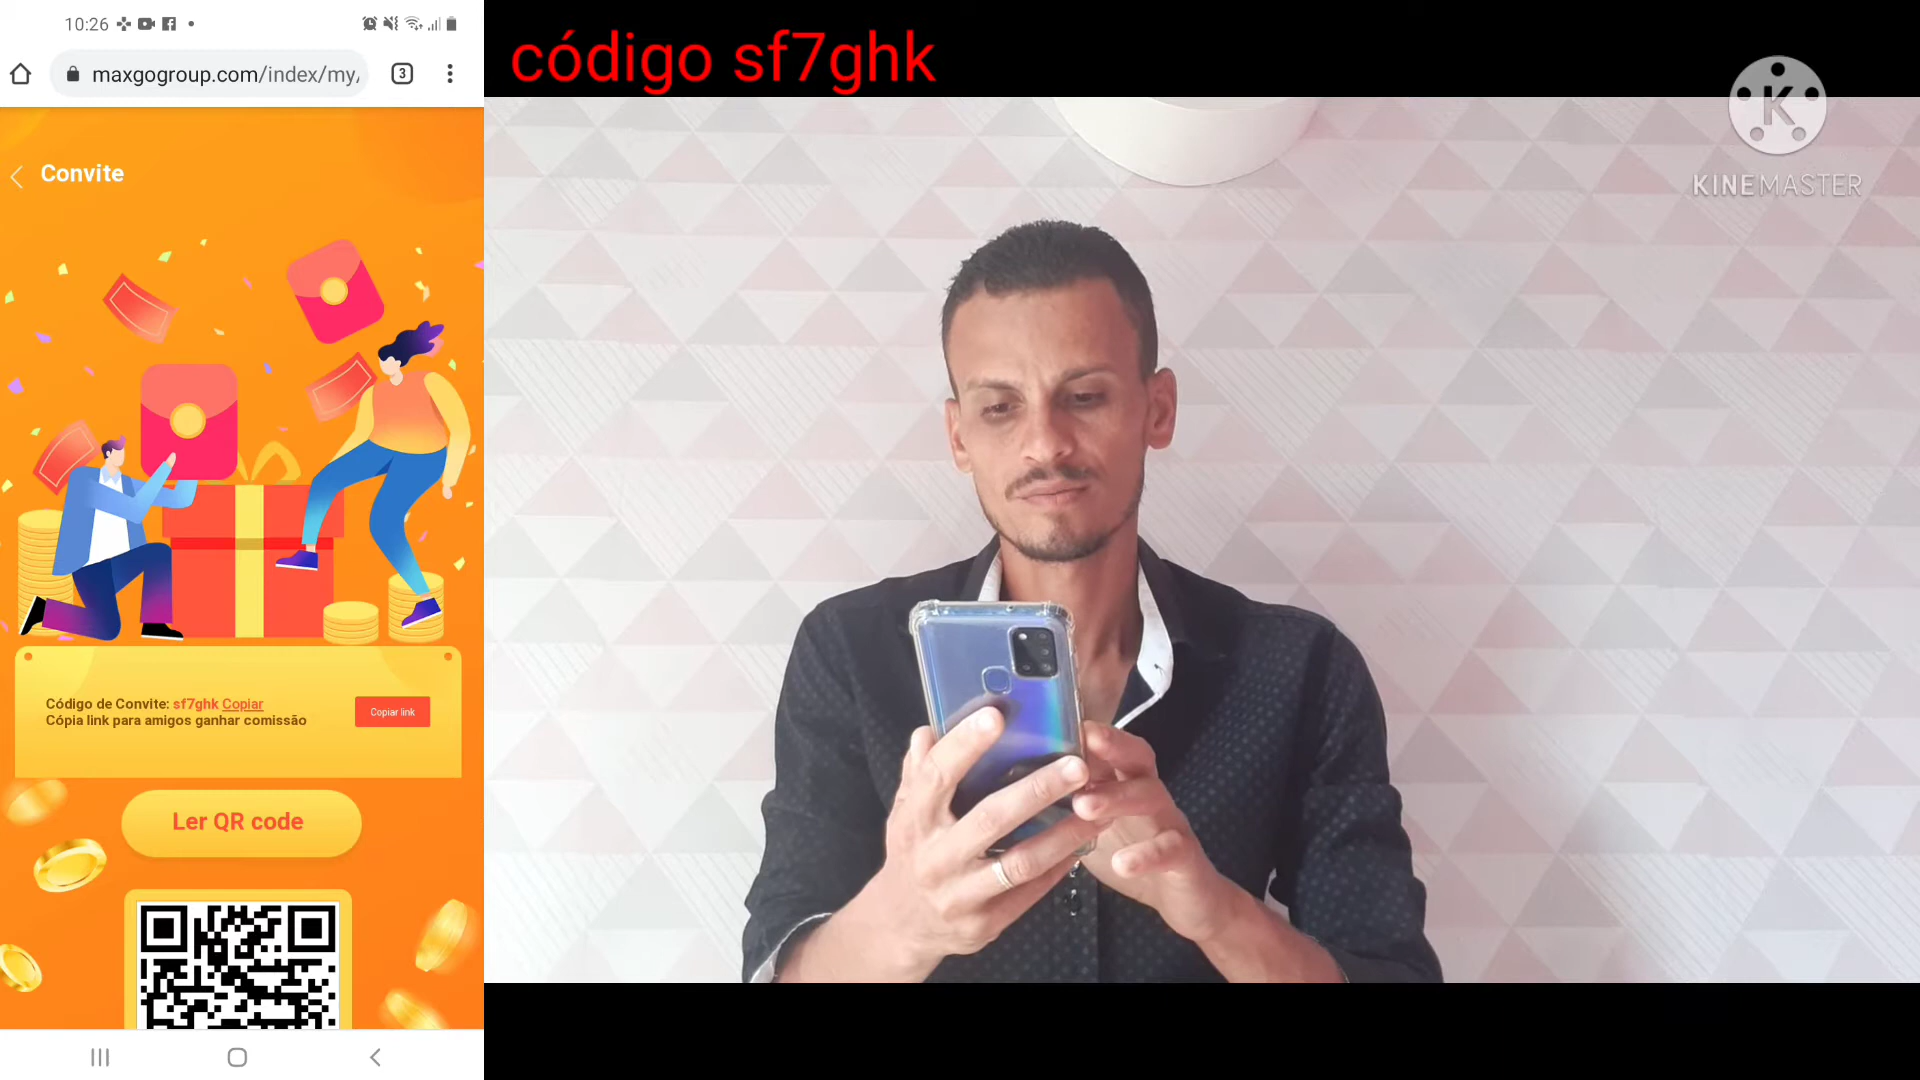 10:26
maxgogroup.com/index/my/
3
Convite
Código de Convite: sf7ghk Copiar
Cópia link para amigos ganhar comissão
Copiar link
Ler QR code
código sf7ghk
K
KINEMASTER